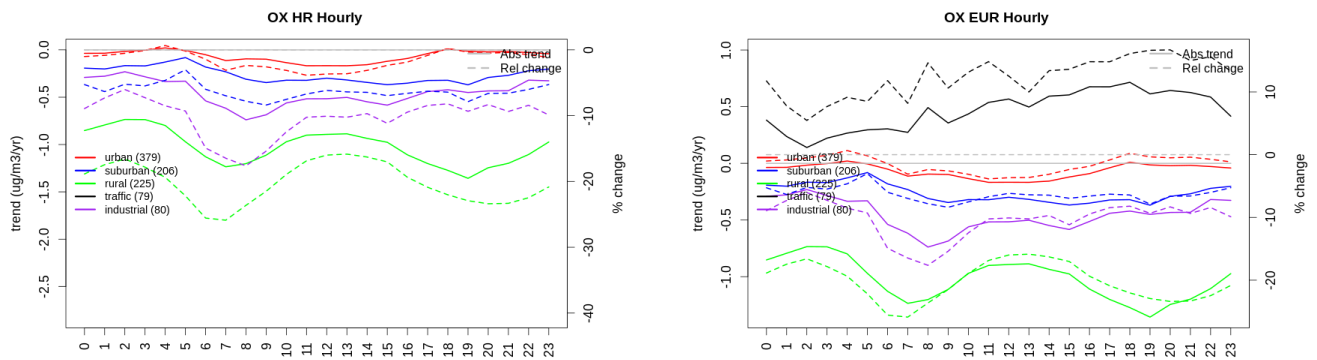 OX HR Hourly
trend (ug/m3/yr)
0.0
-0.5
-1.0
-1.5
-2.0
-2.5
Abs trend
Rel change
urban (379)
suburban (206)
rural (225)
traffic (79)
industrial (80)
0
-10
-20
-30
-40
% change
0 1 2 3 4 5 6 7 8 9 10 11 12 13 14 15 16 17 18 19 20 21 22 23
OX EUR Hourly
trend (ug/m3/yr)
1.0
0.5
0.0
-0.5
-1.0
Abs trend
Rel change
urban (379)
suburban (206)
rural (225)
traffic (79)
industrial (80)
10
0
-10
-20
% change
0 1 2 3 4 5 6 7 8 9 10 11 12 13 14 15 16 17 18 19 20 21 22 23